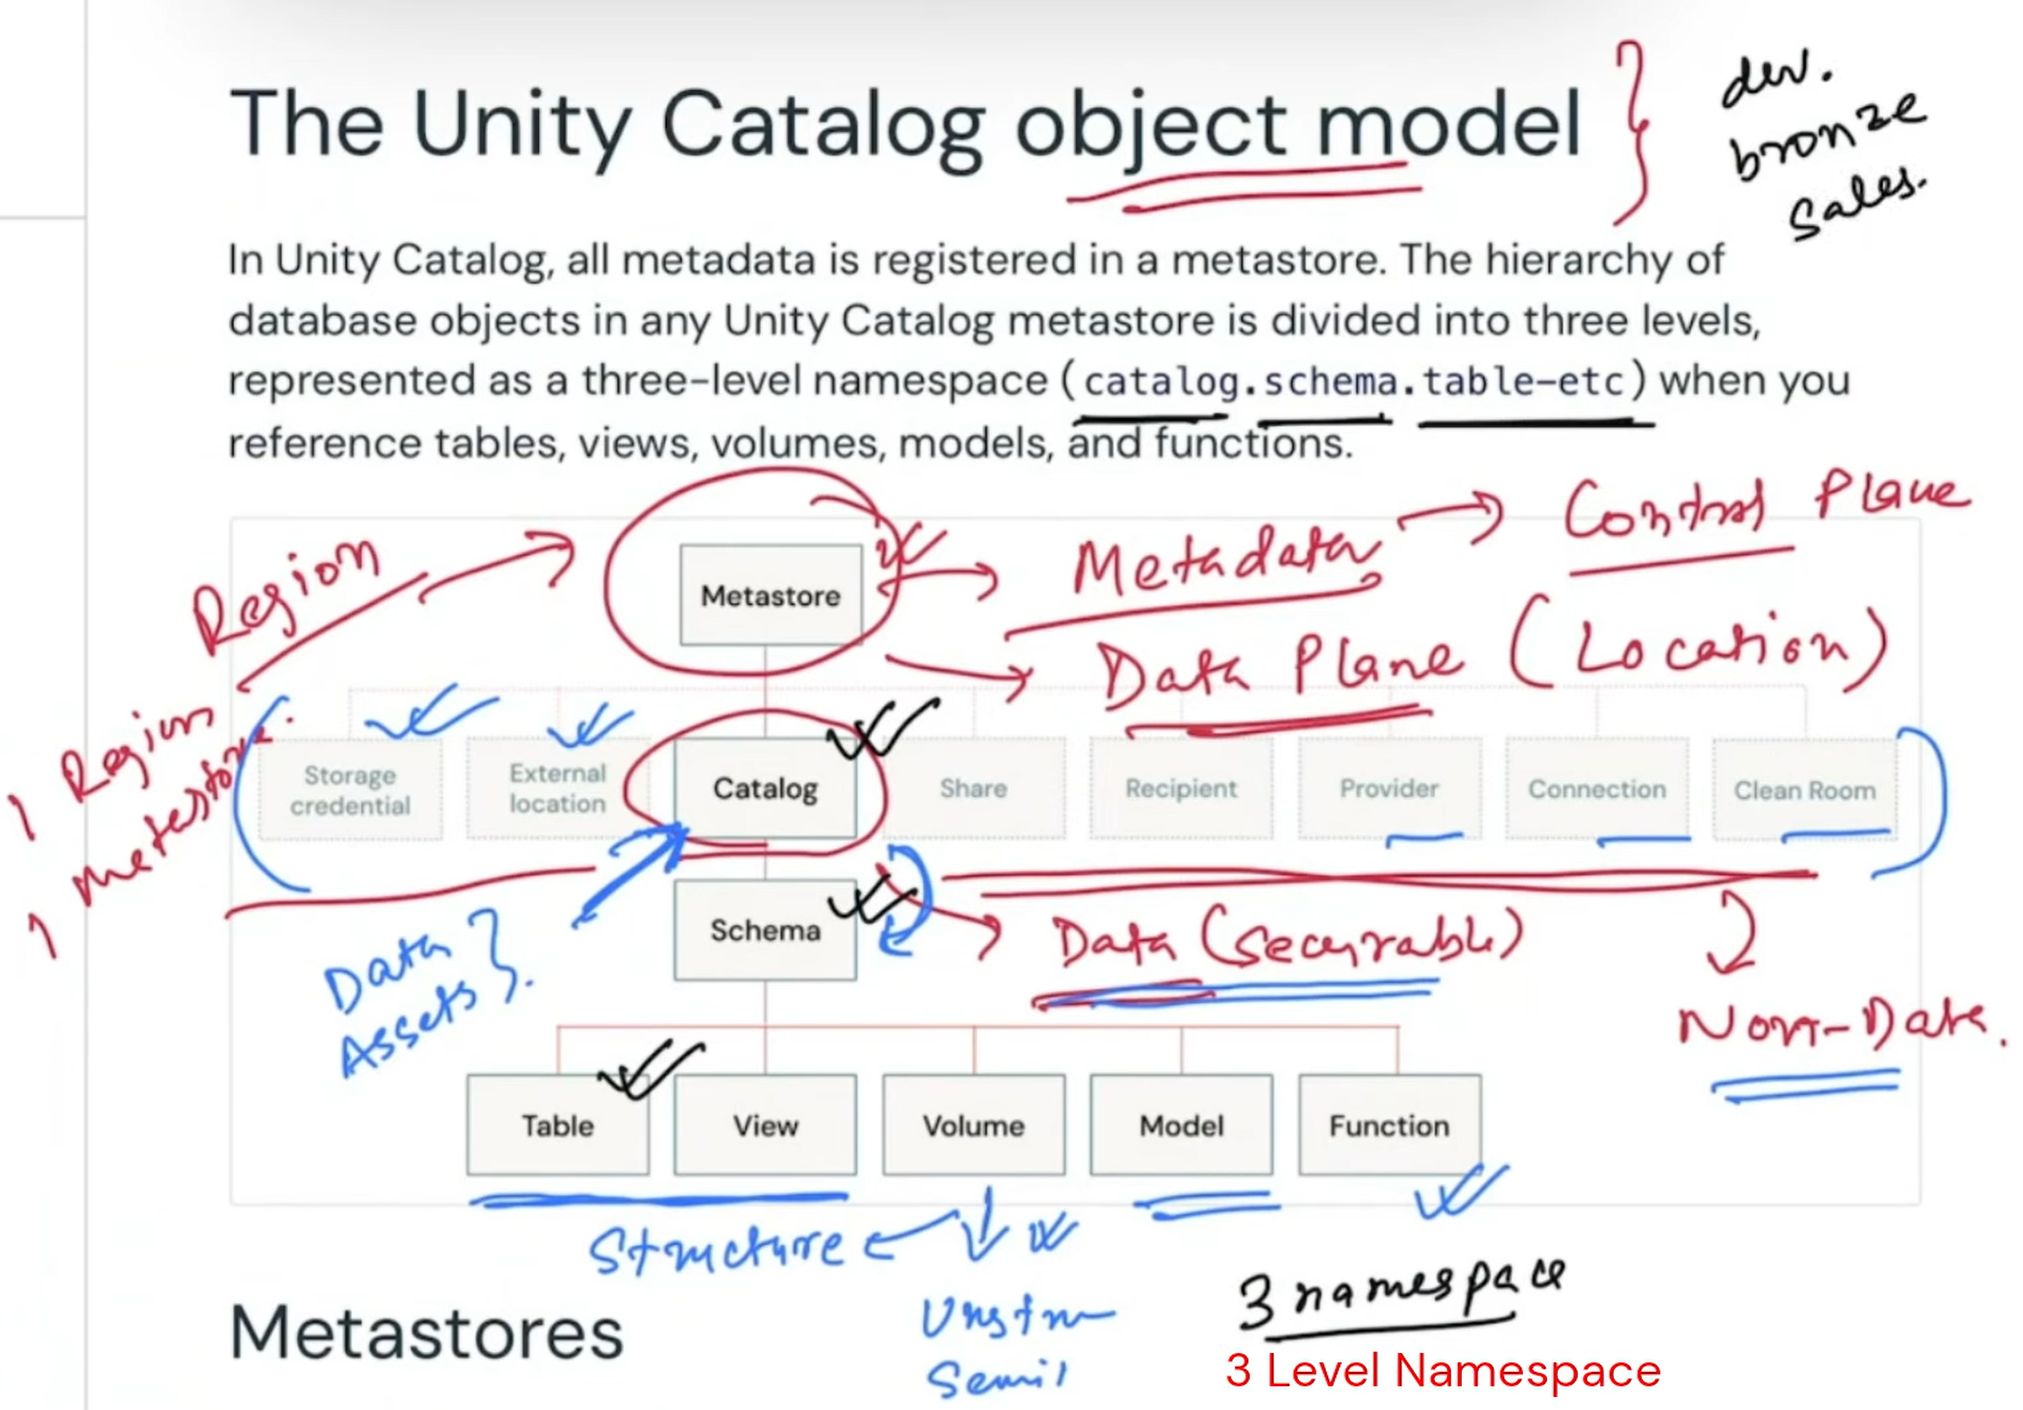 The Unity Catalog object model
dev.
bronze
Sales.
In Unity Catalog, all metadata is registered in a metastore. The hierarchy of
database objects in any Unity Catalog metastore is divided into three levels,
represented as a three-level namespace (catalog.schema.table-etc) when you
reference tables, views, volumes, models, and functions.
Region
Metastore
Metadata
Control Plane
Data Plane (Location)
1 Region
1 metastore.
Storage
credential
External
location
Catalog
Share
Recipient
Provider
Connection
Clean Room
Schema
Data (securable)
Data
Assets
Non-Data.
Table
View
Volume
Model
Function
Structure
Semi
3 namespace
Metastores
3 Level Namespace